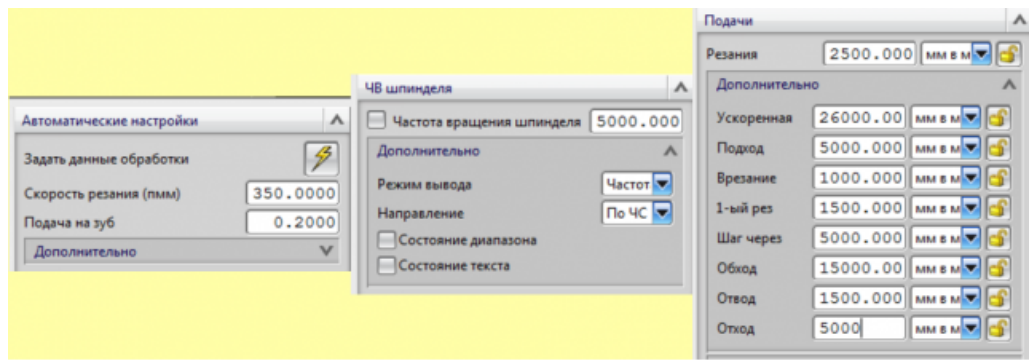 Автоматические настройки
Задать данные обработки
Скорость резания (пмм) 350.0000
Подача на зуб 0.2000
Дополнительно
ЧВ шпинделя
Частота вращения шпинделя 5000.000
Дополнительно
Режим вывода Частот
Направление По ЧС
Состояние диапазона
Состояние текста
Подачи
Резания 2500.000 мм в м
Дополнительно
Ускоренная 26000.00 мм в м
Подход 5000.000 мм в м
Врезание 1000.000 мм в м
1-ый рез 1500.000 мм в м
Шаг через 5000.000 мм в м
Обход 15000.00 мм в м
Отвод 1500.000 мм в м
Отход 5000 мм в м